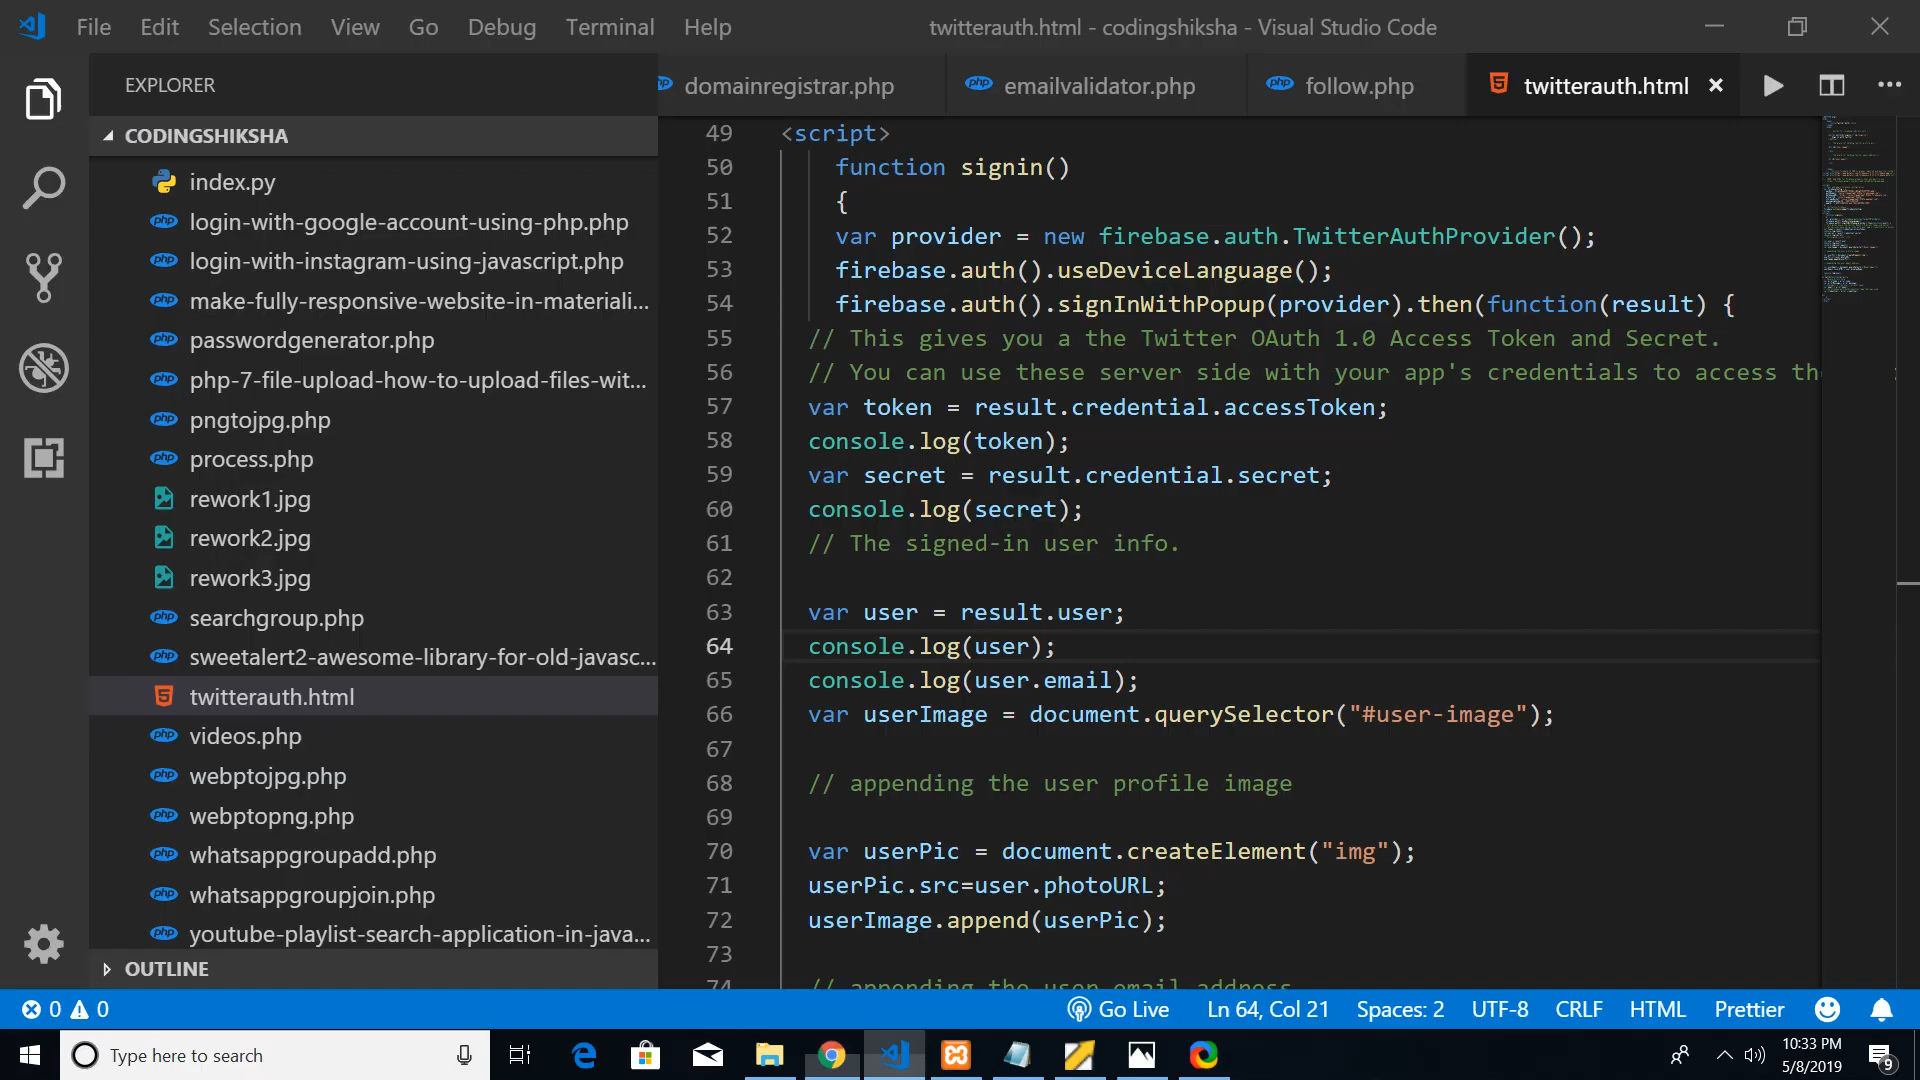 File Edit Selection View Go Debug Terminal Help
twitterauth.html - codingshiksha - Visual Studio Code
EXPLORER
CODINGSHIKSHA
index.py
login-with-google-account-using-php.php
login-with-instagram-using-javascript.php
make-fully-responsive-website-in-materiali...
passwordgenerator.php
php-7-file-upload-how-to-upload-files-wit...
pngtojpg.php
process.php
rework1.jpg
rework2.jpg
rework3.jpg
searchgroup.php
sweetalert2-awesome-library-for-old-javasc...
twitterauth.html
videos.php
webptojpg.php
webptopng.php
whatsappgroupadd.php
whatsappgroupjoin.php
youtube-playlist-search-application-in-java...
OUTLINE
domainregistrar.php emailvalidator.php follow.php twitterauth.html
49 <script>
50 function signin()
51 {
52 var provider = new firebase.auth.TwitterAuthProvider();
53 firebase.auth().useDeviceLanguage();
54 firebase.auth().signInWithPopup(provider).then(function(result) {
55 // This gives you a the Twitter OAuth 1.0 Access Token and Secret.
56 // You can use these server side with your app's credentials to access th
57 var token = result.credential.accessToken;
58 console.log(token);
59 var secret = result.credential.secret;
60 console.log(secret);
61 // The signed-in user info.
62
63 var user = result.user;
64 console.log(user);
65 console.log(user.email);
66 var userImage = document.querySelector("#user-image");
67
68 // appending the user profile image
69
70 var userPic = document.createElement("img");
71 userPic.src=user.photoURL;
72 userImage.append(userPic);
73
74 // appending the user email address
0 0 Go Live Ln 64, Col 21 Spaces: 2 UTF-8 CRLF HTML Prettier
Type here to search
10:33 PM
5/8/2019
9